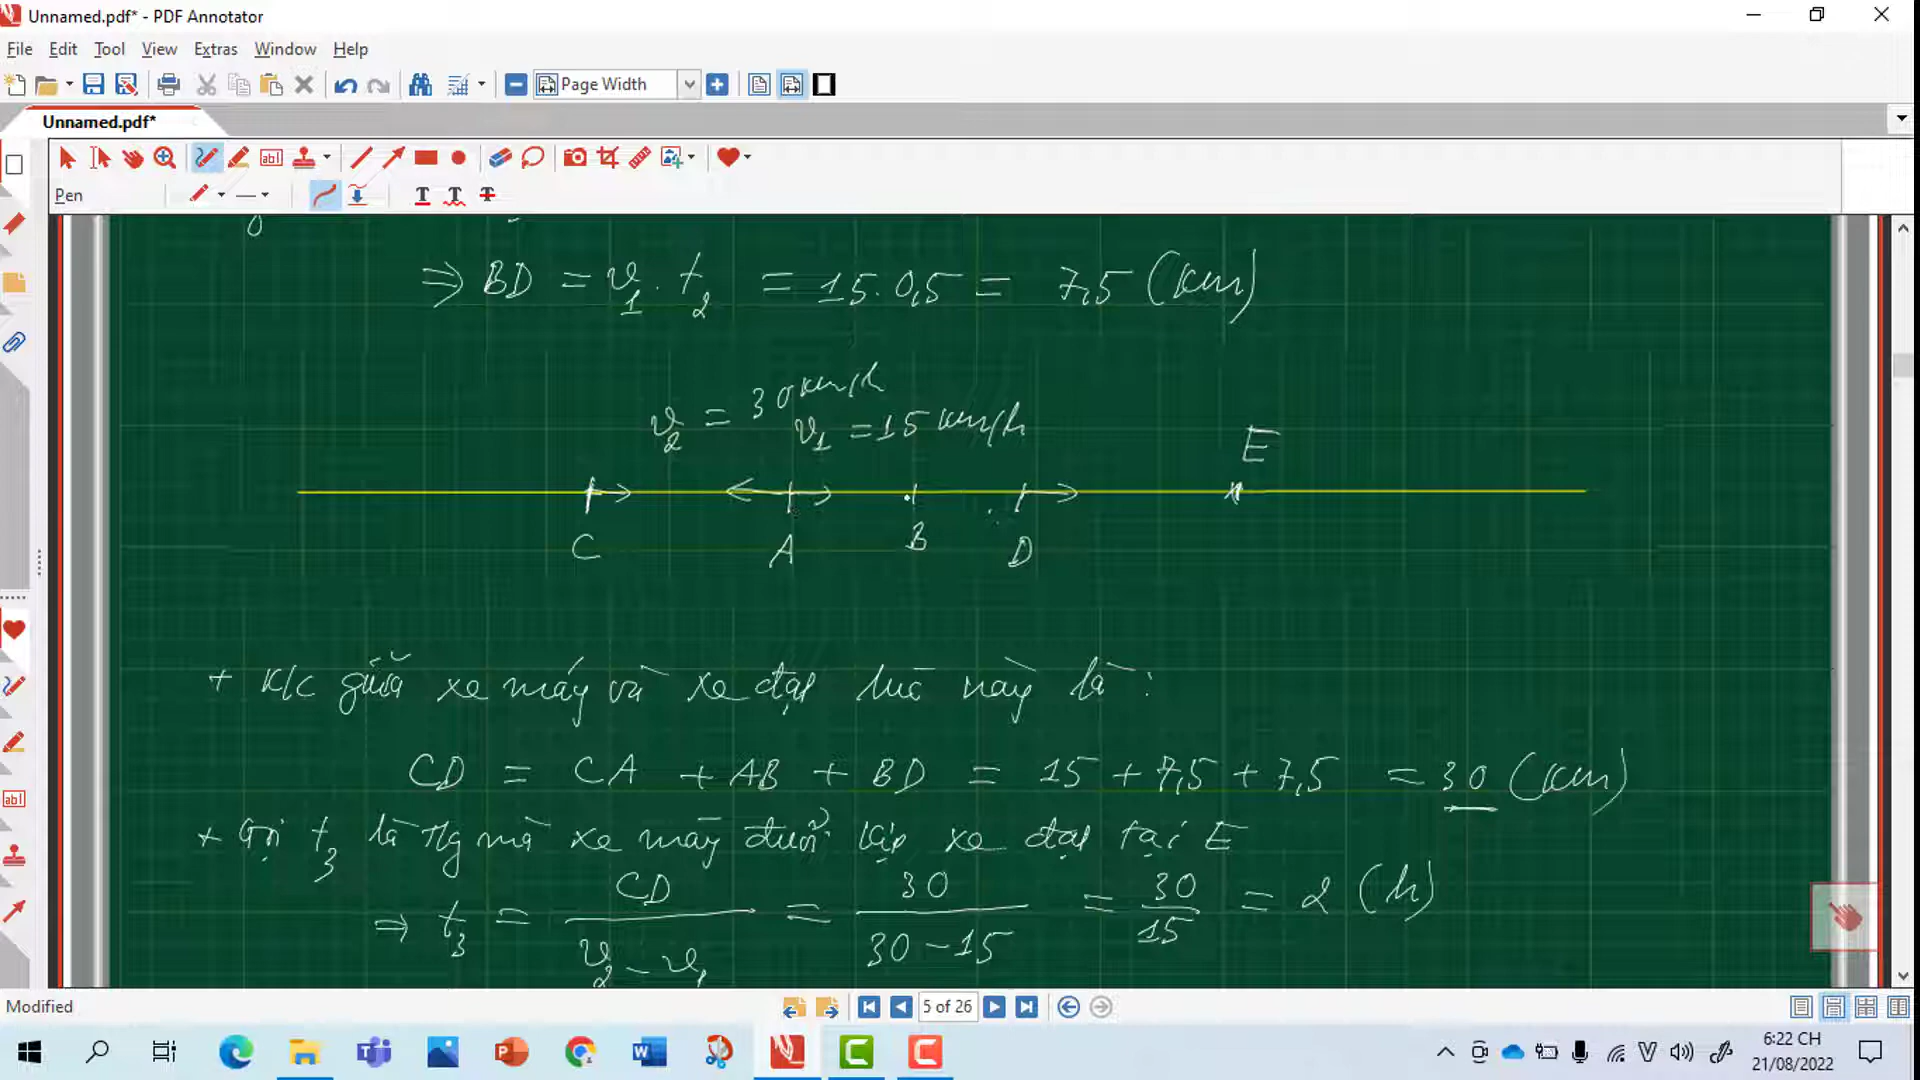 Unnamed.pdf* - PDF Annotator
File Edit Tool View Extras Window Help
Page Width
Unnamed.pdf*
Pen
⇒ BD = v₁ . t₂ = 15.0,5 = 7,5 (km)
v₂ = 30 km/h
v₁ = 15 km/h
E
C A B D
+ K/c giữa xe máy và xe đạp lúc này là :
CD = CA + AB + BD = 15 + 7,5 + 7,5 = 30 (km)
+ Gọi t₃ là tg mà xe máy đuổi kịp xe đạp tại E
⇒ t₃ = CD / (v₂ - v₁) = 30 / (30 - 15) = 30 / 15 = 2 (h)
Modified
5 of 26
6:22 CH
21/08/2022